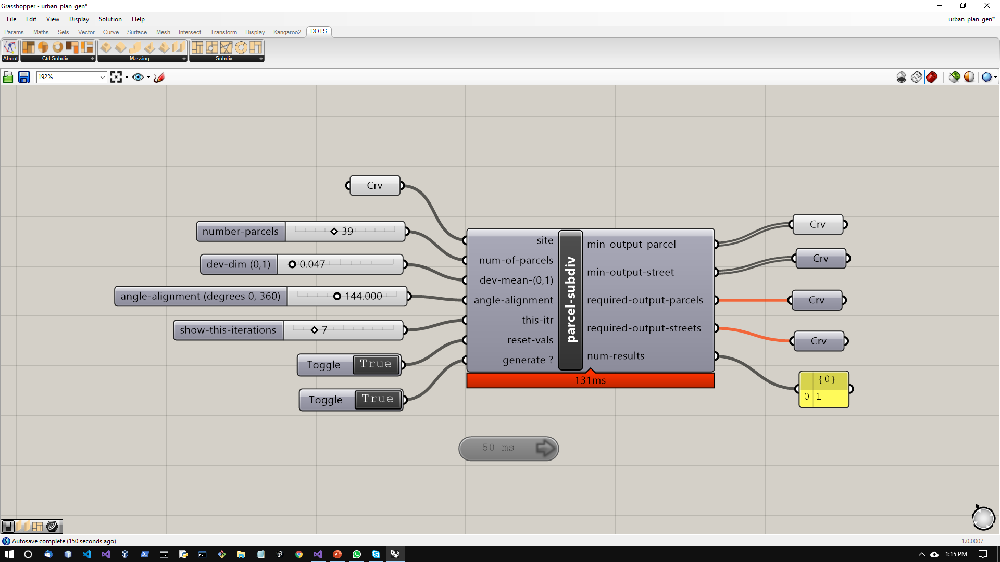 Grasshopper - urban_plan_gen*
File Edit View Display Solution Help
urban_plan_gen*
Params Maths Sets Vector Curve Surface Mesh Intersect Transform Display Kangaroo2 DOTS
About Ctrl Subdiv Massing Subdiv
192%
Crv
number-parcels 39
dev-dim (0,1) 0.047
angle-alignment (degrees 0, 360) 144.000
show-this-iterations 7
Toggle True
Toggle True
site
num-of-parcels
dev-mean-(0,1)
angle-alignment
this-itr
reset-vals
generate ?
parcel-subdiv
min-output-parcel
min-output-street
required-output-parcels
required-output-streets
num-results
131ms
Crv
Crv
Crv
Crv
{0}
0 1
50 ms
Autosave complete (150 seconds ago)
1.0.0007
1:15 PM